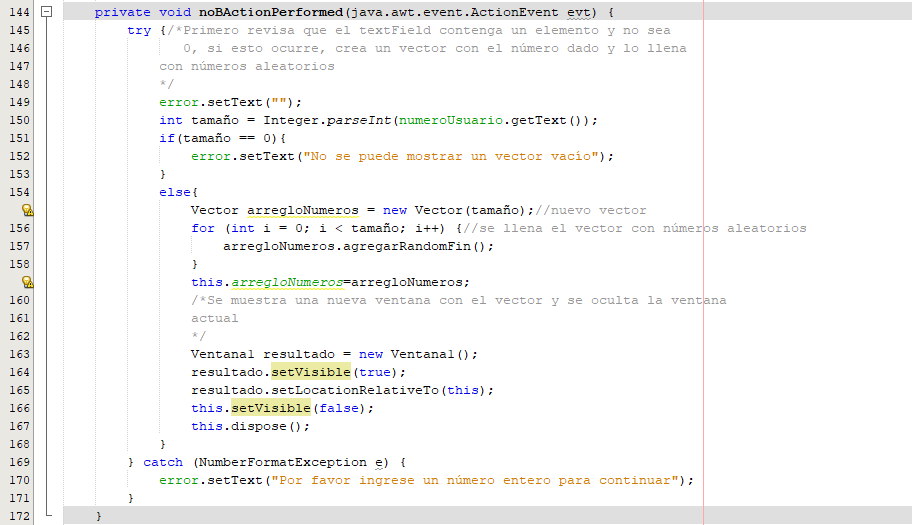 144 private void noBActionPerformed(java.awt.event.ActionEvent evt) {
145 try {/*Primero revisa que el textField contenga un elemento y no sea
146 0, si esto ocurre, crea un vector con el número dado y lo llena
147 con números aleatorios
148 */
149 error.setText("");
150 int tamaño = Integer.parseInt(numeroUsuario.getText());
151 if(tamaño == 0){
152 error.setText("No se puede mostrar un vector vacío");
153 }
154 else{
Vector arregloNumeros = new Vector(tamaño);//nuevo vector
156 for (int i = 0; i < tamaño; i++) {//se llena el vector con números aleatorios
157 arregloNumeros.agregarRandomFin();
158 }
this.arregloNumeros=arregloNumeros;
160 /*Se muestra una nueva ventana con el vector y se oculta la ventana
161 actual
162 */
163 Ventana1 resultado = new Ventana1();
164 resultado.setVisible(true);
165 resultado.setLocationRelativeTo(this);
166 this.setVisible(false);
167 this.dispose();
168 }
169 } catch (NumberFormatException e) {
170 error.setText("Por favor ingrese un número entero para continuar");
171 }
172 }